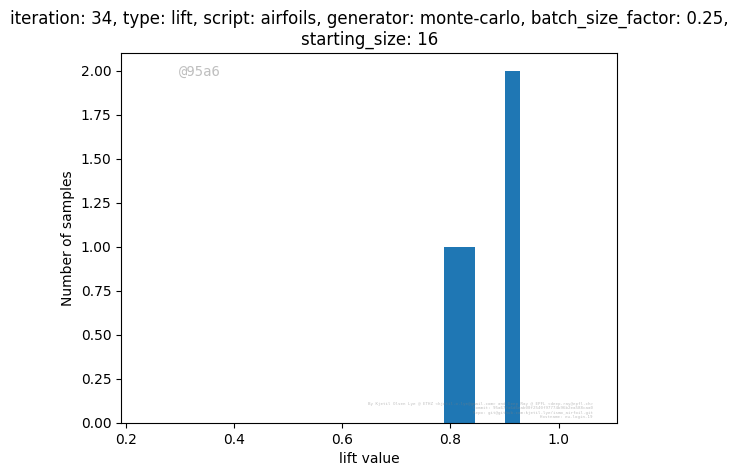 iteration: 34, type: lift, script: airfoils, generator: monte-carlo, batch_size_factor: 0.25,
starting_size: 16
@95a6
2.00
1.75
1.50
1.25
1.00
0.75
0.50
0.25
0.00
Number of samples
0.2 0.4 0.6 0.8 1.0
lift value